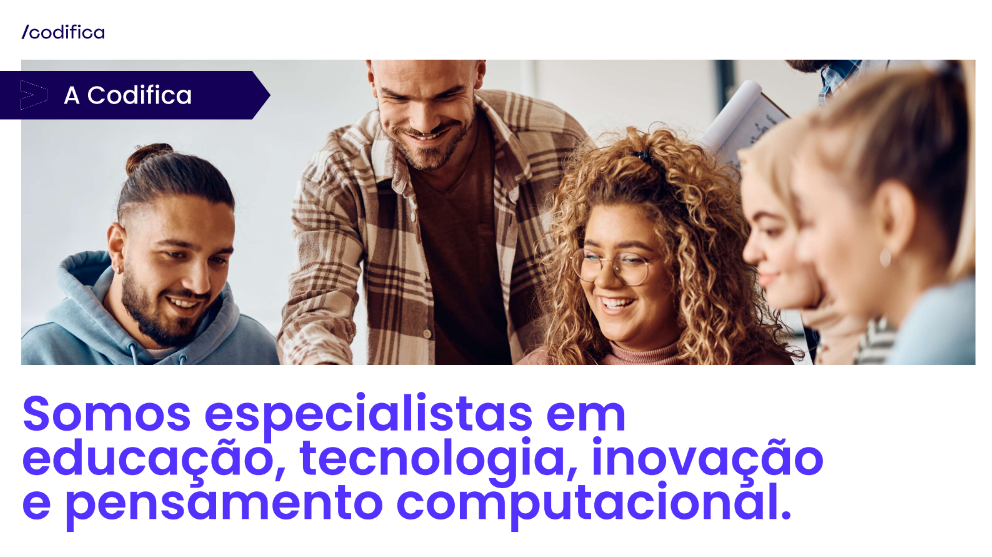 /codifica
A Codifica
Somos especialistas em
educação, tecnologia, inovação
e pensamento computacional.